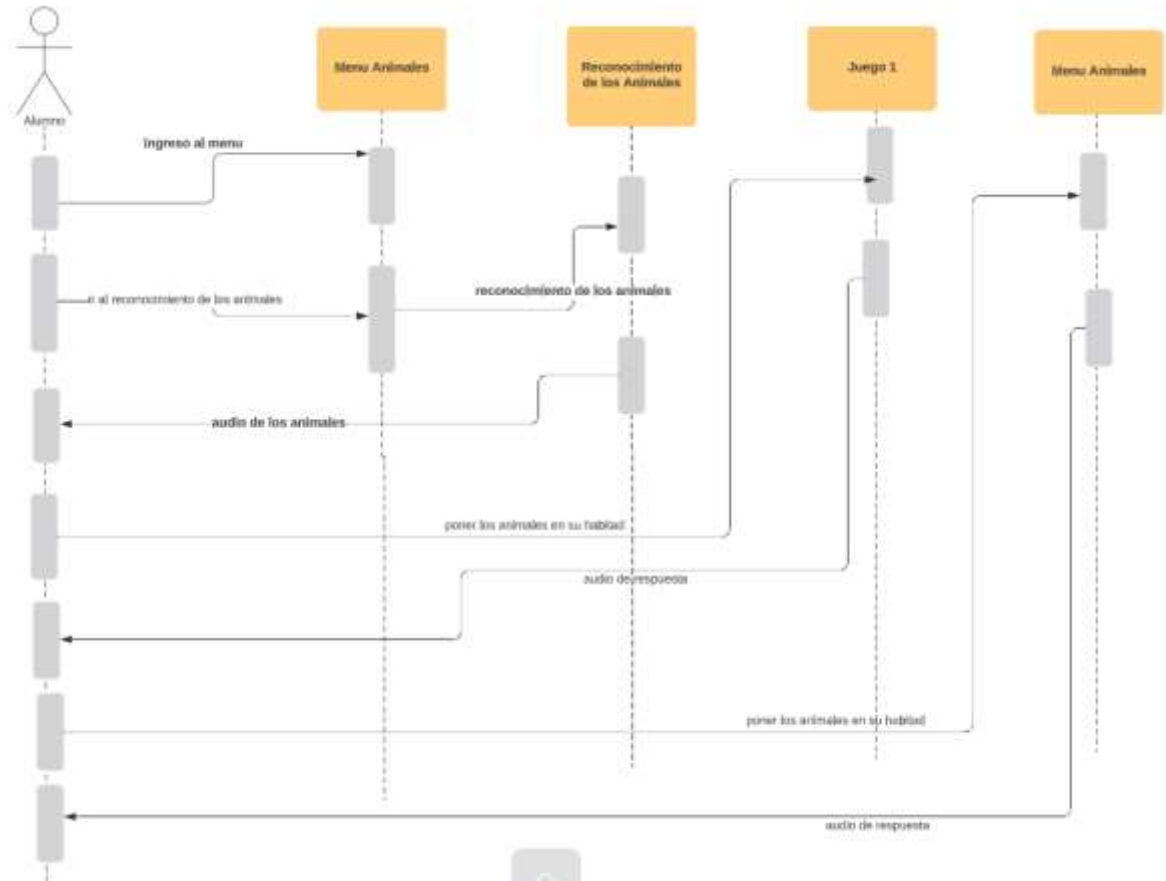 Menu Animales
Reconocimiento
de los Animales
Juego 1
Menu Animales
Alumno
Ingreso al menu
al reconocimiento de los animales
reconocimiento de los animales
audio de los animales
poner los animales en su habitad
audio de respuesta
poner los animales en su habitad
audio de respuesta